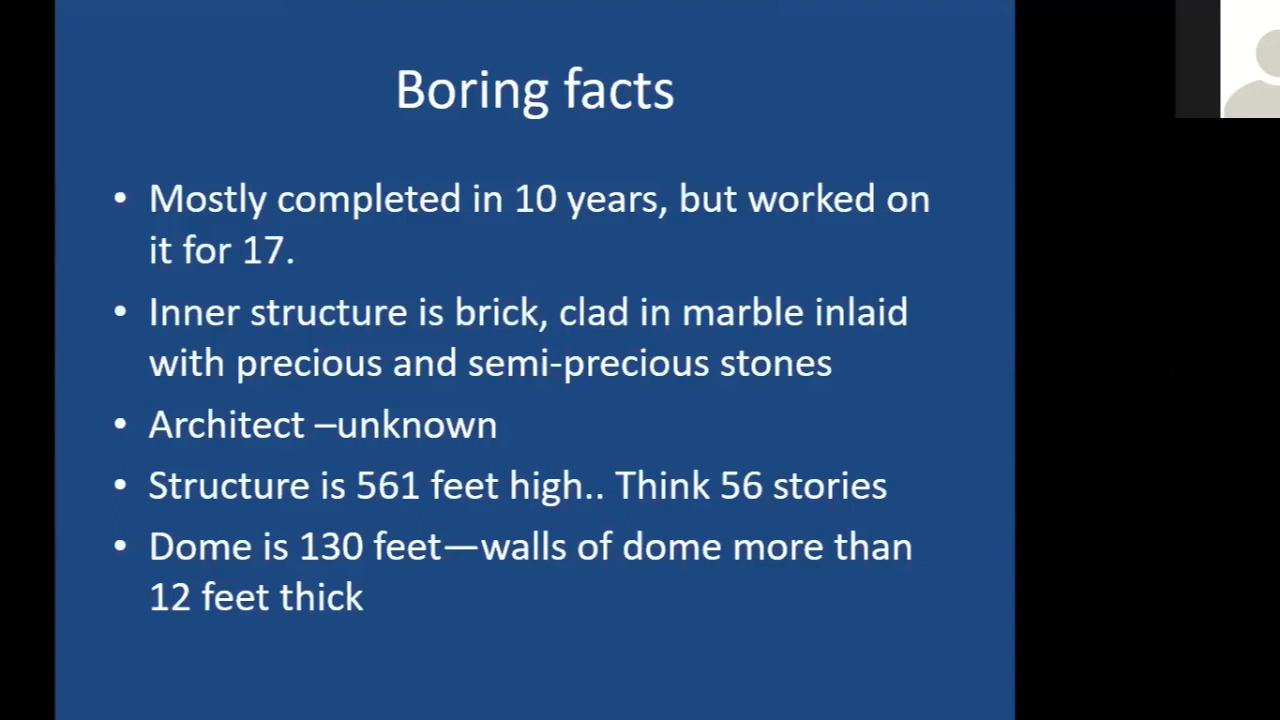 Boring facts
• Mostly completed in 10 years, but worked on
it for 17.
• Inner structure is brick, clad in marble inlaid
with precious and semi-precious stones
• Architect –unknown
• Structure is 561 feet high.. Think 56 stories
• Dome is 130 feet—walls of dome more than
12 feet thick